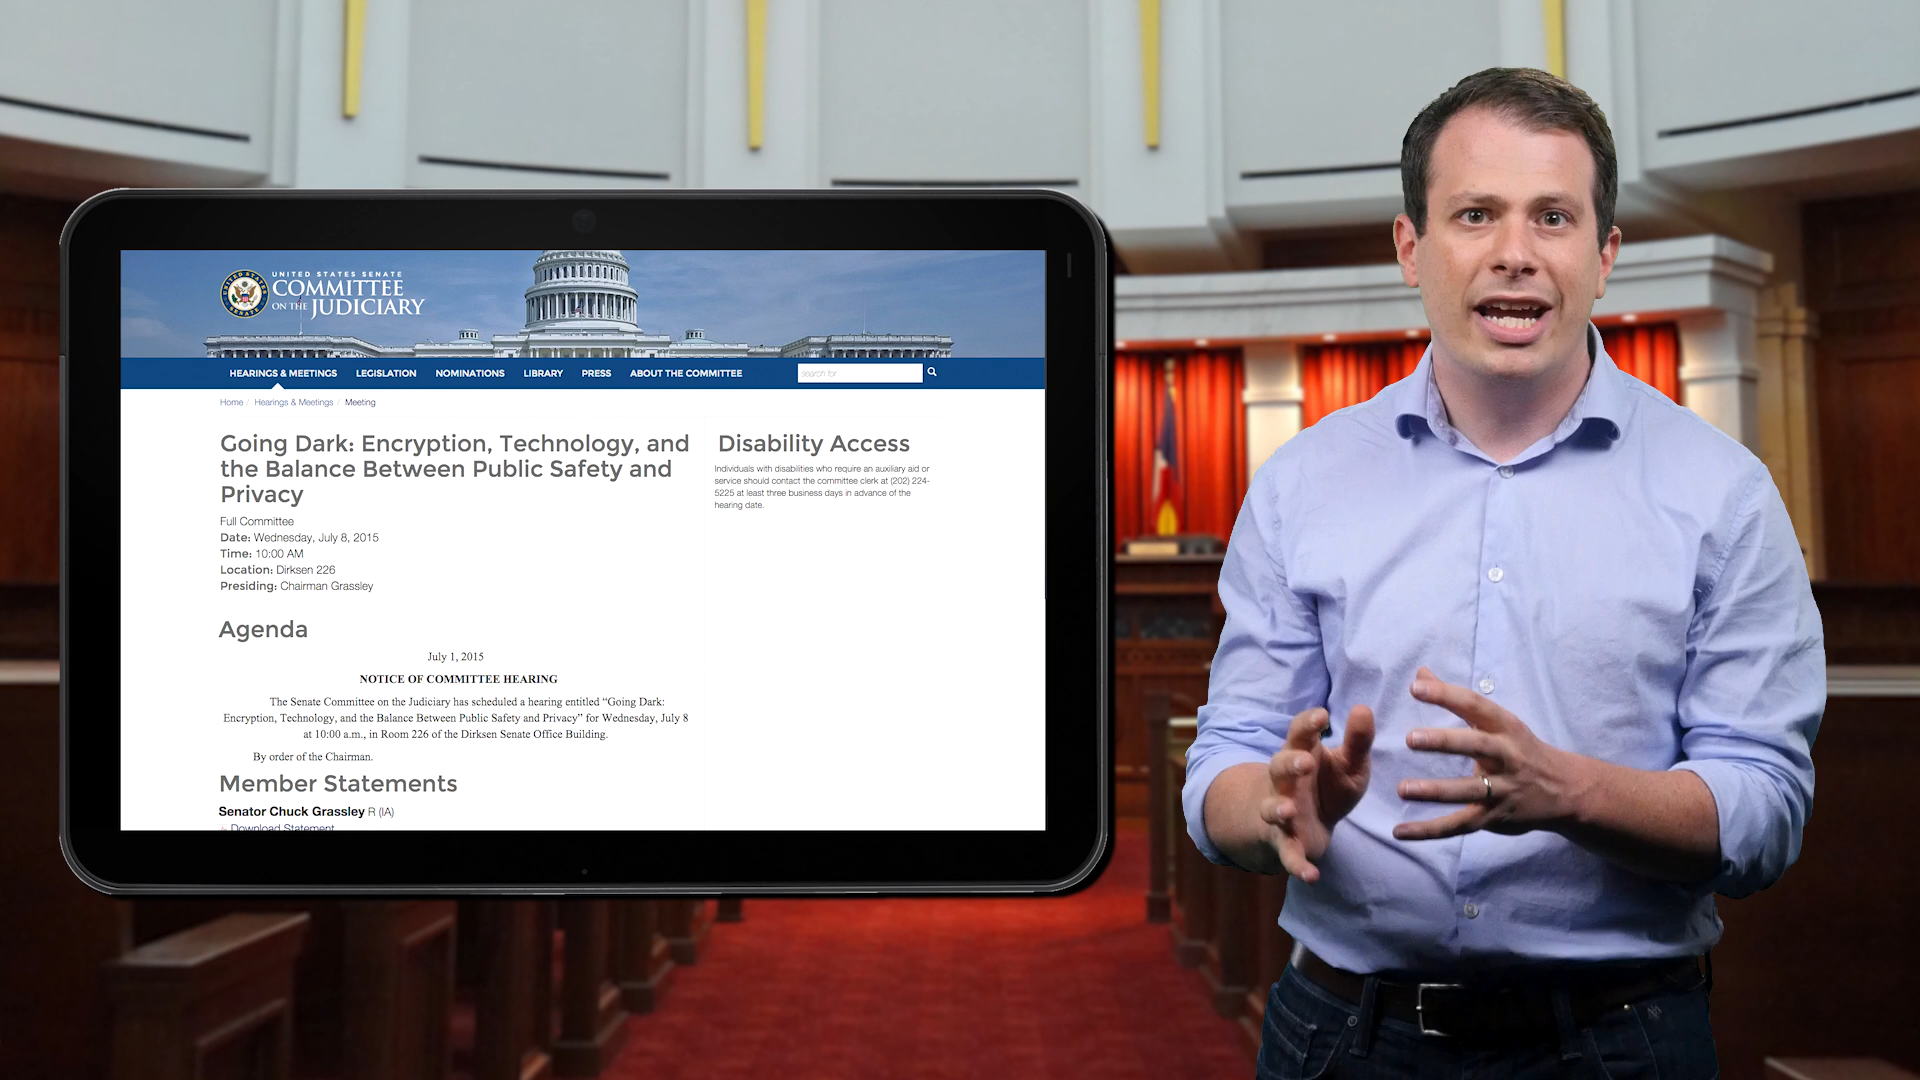 UNITED STATES SENATE
COMMITTEE
ON THE JUDICIARY
HEARINGS & MEETINGS LEGISLATION NOMINATIONS LIBRARY PRESS ABOUT THE COMMITTEE search for
Home / Hearings & Meetings / Meeting
Going Dark: Encryption, Technology, and
the Balance Between Public Safety and
Privacy
Full Committee
Date: Wednesday, July 8, 2015
Time: 10:00 AM
Location: Dirksen 226
Presiding: Chairman Grassley
Agenda
July 1, 2015
NOTICE OF COMMITTEE HEARING
The Senate Committee on the Judiciary has scheduled a hearing entitled “Going Dark:
Encryption, Technology, and the Balance Between Public Safety and Privacy” for Wednesday, July 8
at 10:00 a.m., in Room 226 of the Dirksen Senate Office Building.
By order of the Chairman.
Member Statements
Senator Chuck Grassley R (IA)
Download Statement
Disability Access
Individuals with disabilities who require an auxiliary aid or
service should contact the committee clerk at (202) 224-
5225 at least three business days in advance of the
hearing date.